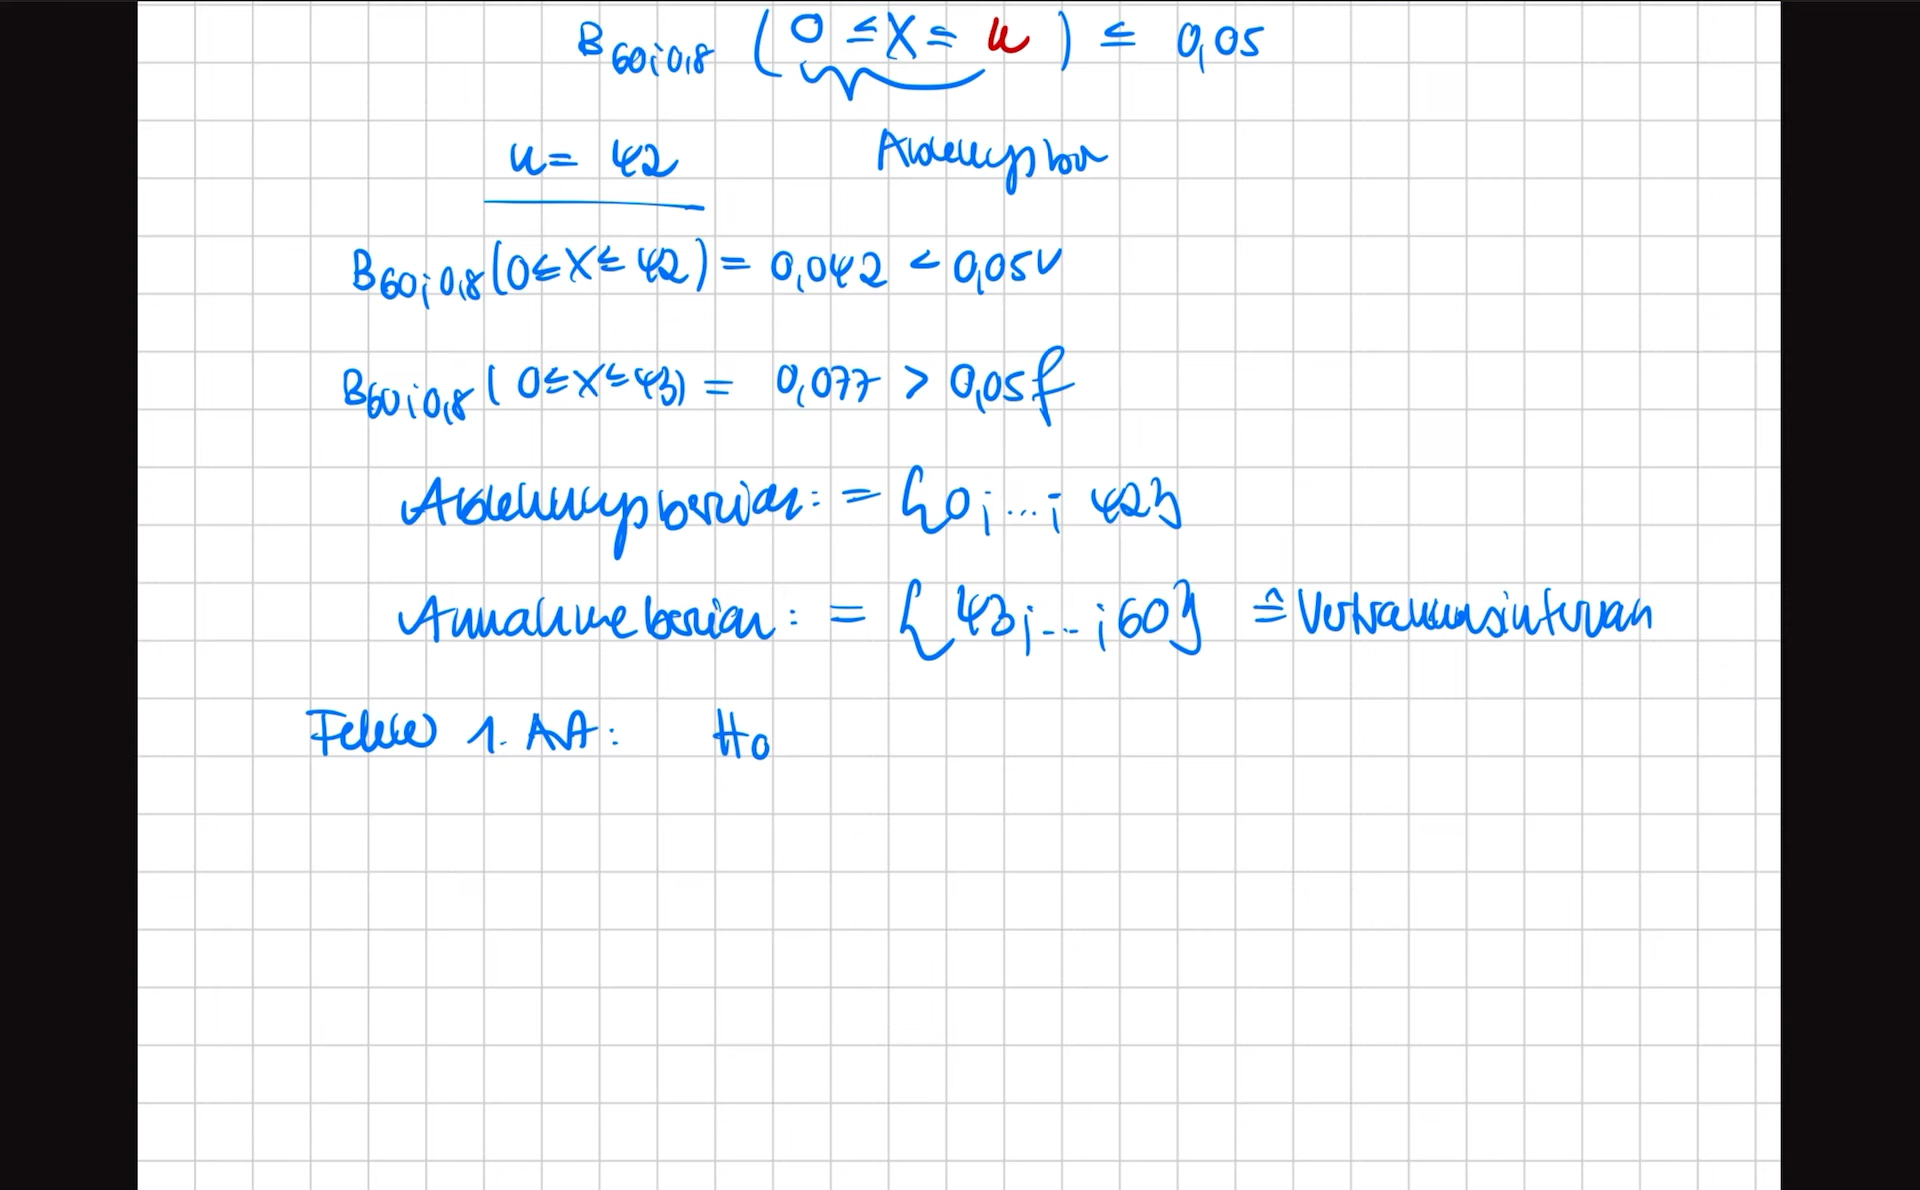 B60;0,8 (0 ≤ X ≤ k) ≤ 0,05
k = 42 Ablehnungsber
B60;0,8 (0 ≤ X ≤ 42) = 0,042 < 0,05 ✓
B60;0,8 (0 ≤ X ≤ 43) = 0,077 > 0,05 f
Ablehnungsbereich: = {0;...;42}
Annahmebereich: = {43;...;60} ≙ Vertrauensintervall
Fehler 1. Art: H0